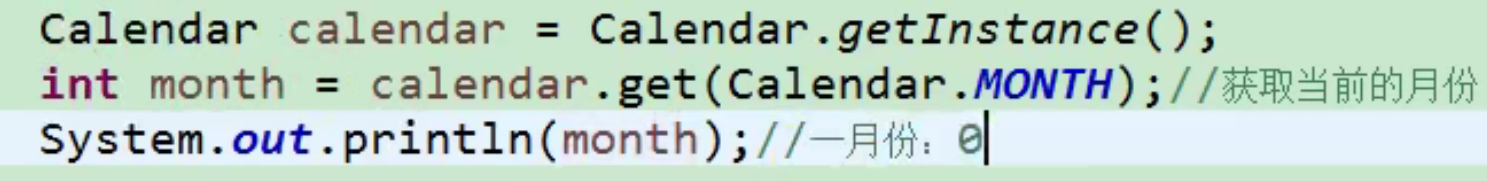 Calendar calendar = Calendar.getInstance();
int month = calendar.get(Calendar.MONTH);//获取当前的月份
System.out.println(month);//一月份：0